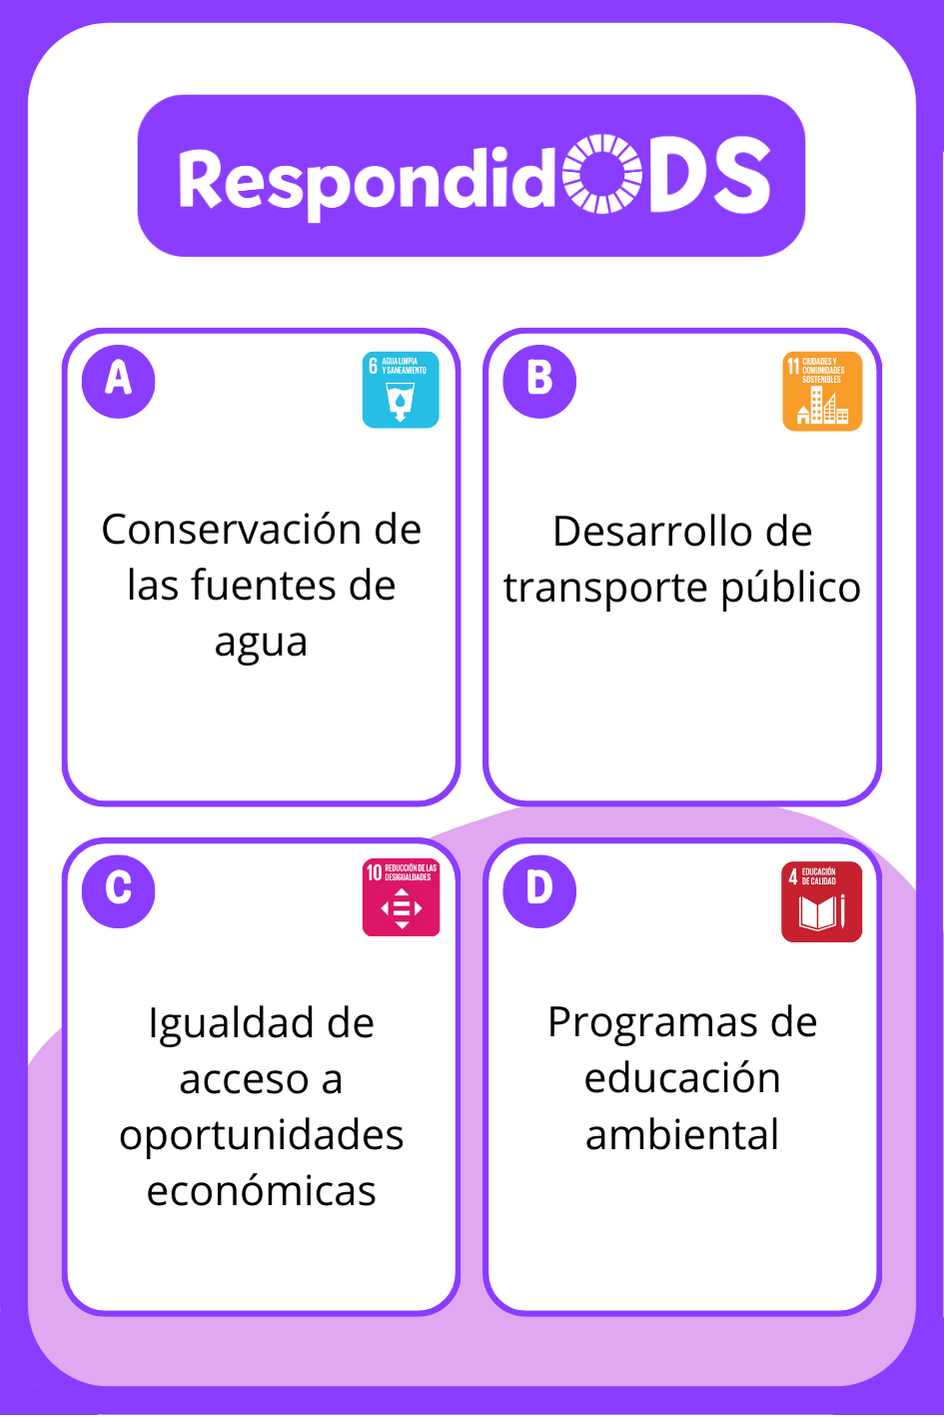 RespondidODS
A
6 AGUA LIMPIA
Y SANEAMIENTO
Conservación de
las fuentes de
agua
B
11 CIUDADES Y
COMUNIDADES
SOSTENIBLES
Desarrollo de
transporte público
C
10 REDUCCIÓN DE LAS
DESIGUALDADES
Igualdad de
acceso a
oportunidades
económicas
D
4 EDUCACIÓN
DE CALIDAD
Programas de
educación
ambiental